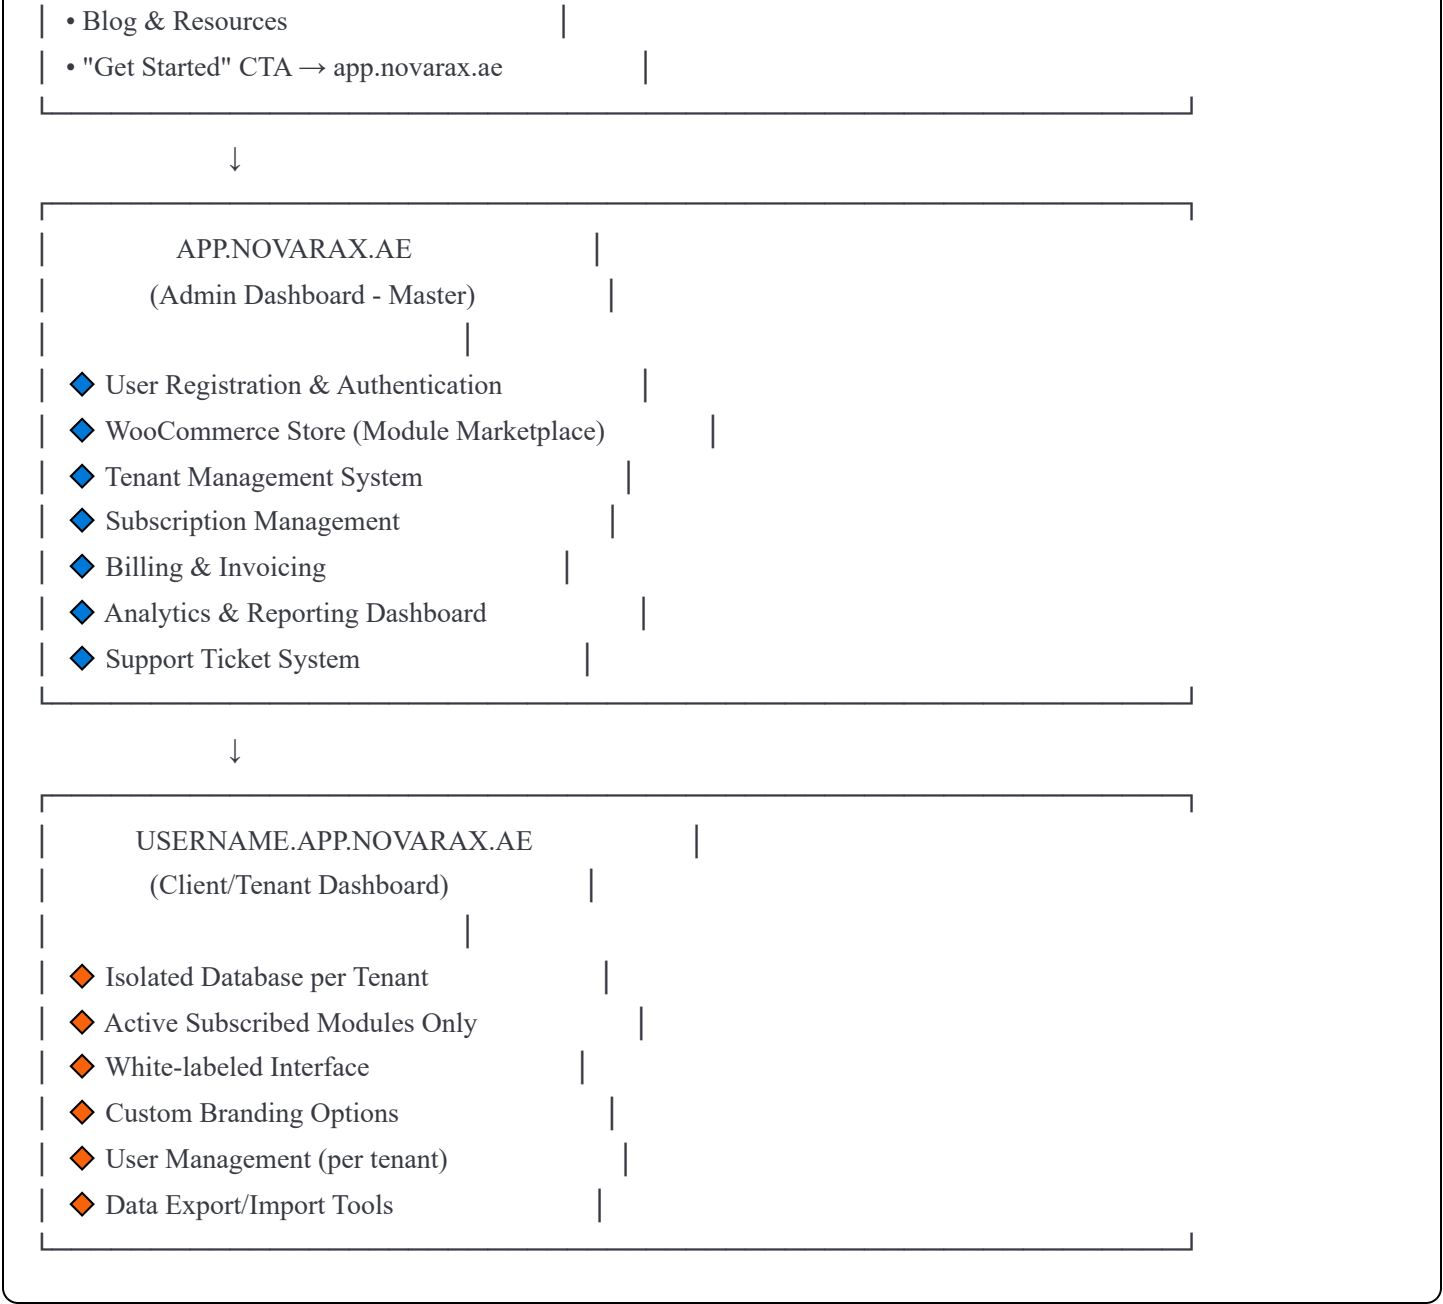 • Blog & Resources
• "Get Started" CTA → app.novarax.ae
↓
APP.NOVARAX.AE
(Admin Dashboard - Master)
🔷 User Registration & Authentication
🔷 WooCommerce Store (Module Marketplace)
🔷 Tenant Management System
🔷 Subscription Management
🔷 Billing & Invoicing
🔷 Analytics & Reporting Dashboard
🔷 Support Ticket System
↓
USERNAME.APP.NOVARAX.AE
(Client/Tenant Dashboard)
🔶 Isolated Database per Tenant
🔶 Active Subscribed Modules Only
🔶 White-labeled Interface
🔶 Custom Branding Options
🔶 User Management (per tenant)
🔶 Data Export/Import Tools